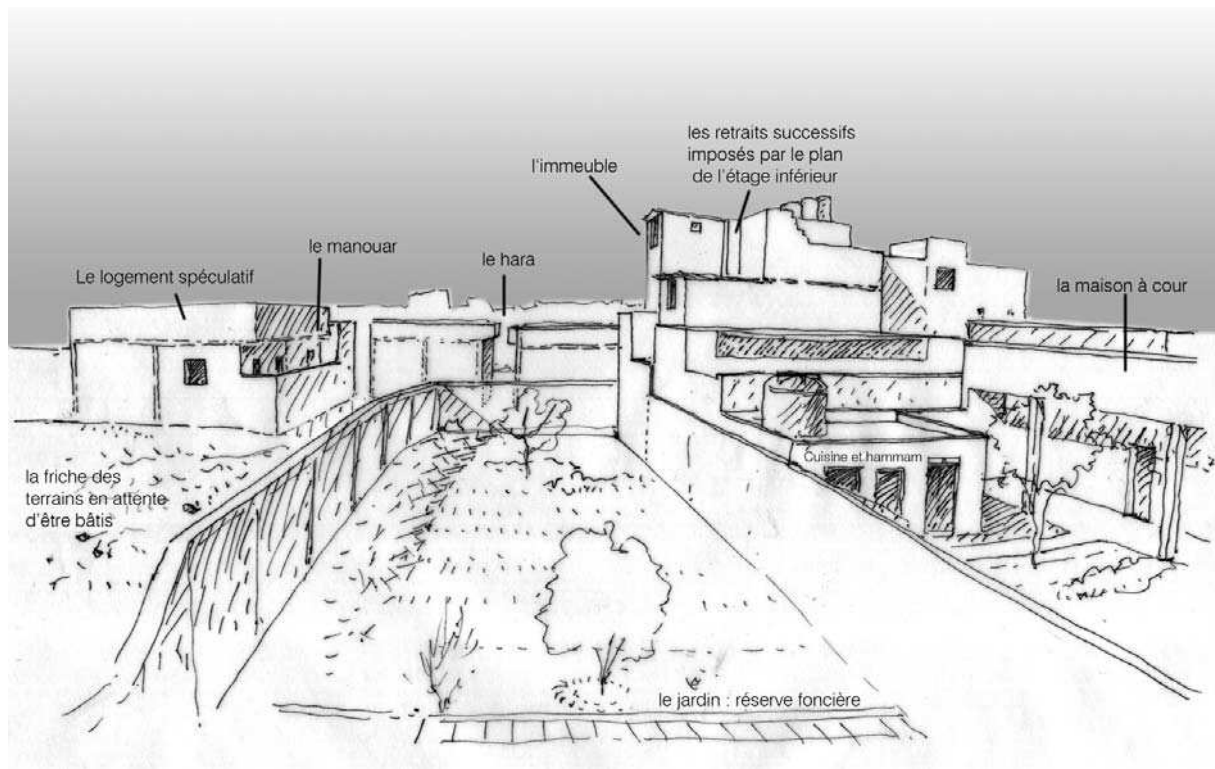 les retraits successifs
imposés par le plan
de l'étage inférieur
l'immeuble
le manouar
le hara
Le logement spéculatif
la maison à cour
Cuisine et hammam
la friche des
terrains en attente
d'être bâtis
le jardin : réserve foncière